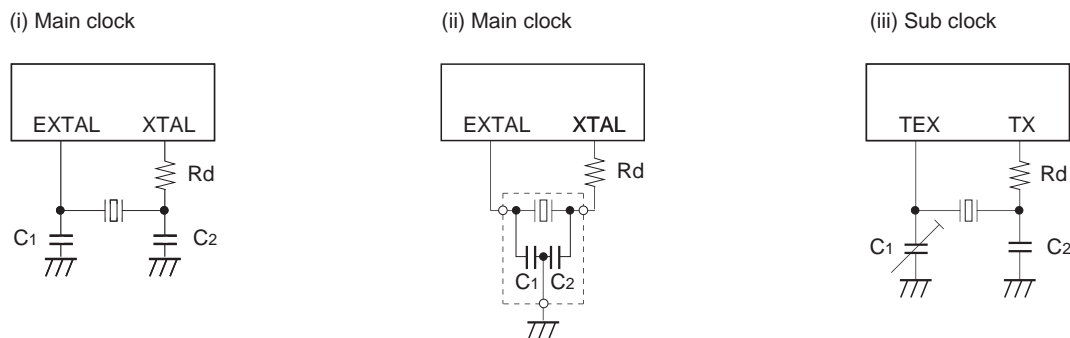 (i) Main clock
EXTAL XTAL
Rd
C1 C2
(ii) Main clock
EXTAL XTAL
Rd
C1 C2
(iii) Sub clock
TEX TX
Rd
C1 C2